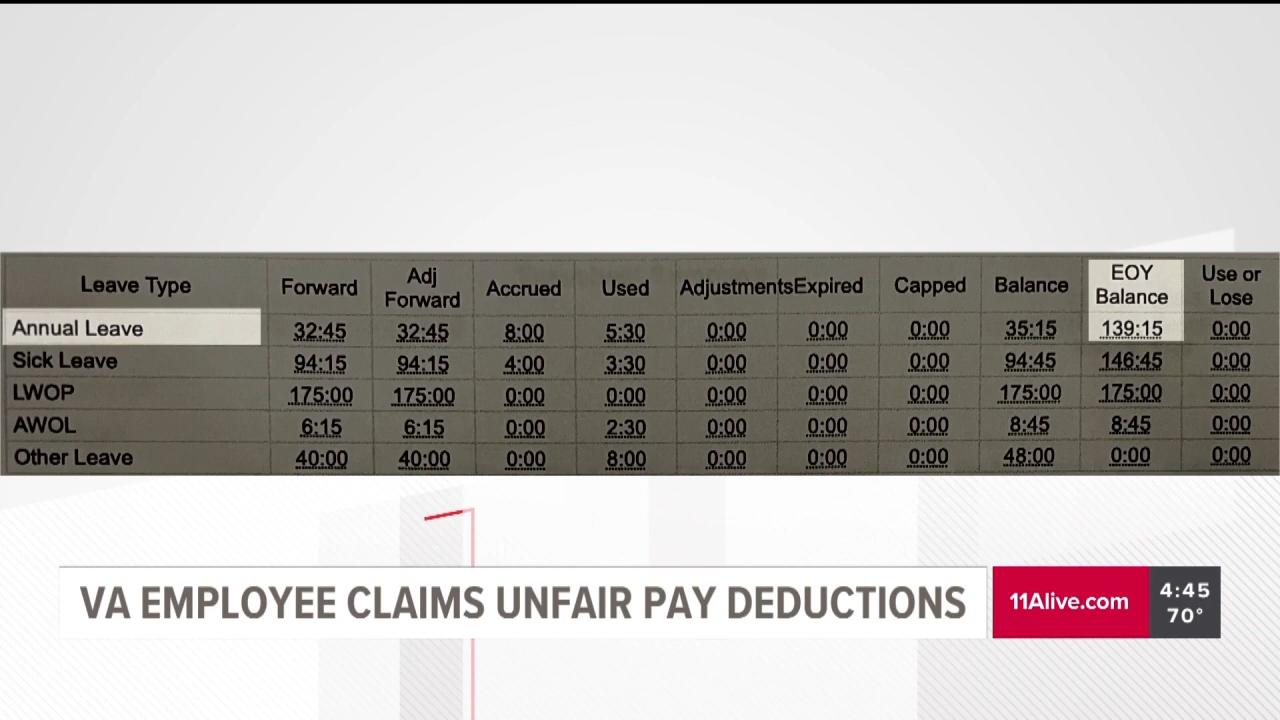 Leave Type Forward Adj Forward Accrued Used Adjustments Expired Capped Balance EOY Balance Use or Lose
Annual Leave 32:45 32:45 8:00 5:30 0:00 0:00 0:00 35:15 139:15 0:00
Sick Leave 94:15 94:15 4:00 3:30 0:00 0:00 0:00 94:45 146:45 0:00
LWOP 175:00 175:00 0:00 0:00 0:00 0:00 0:00 175:00 175:00 0:00
AWOL 6:15 6:15 0:00 2:30 0:00 0:00 0:00 8:45 8:45 0:00
Other Leave 40:00 40:00 0:00 8:00 0:00 0:00 0:00 48:00 0:00 0:00
VA EMPLOYEE CLAIMS UNFAIR PAY DEDUCTIONS
11Alive.com
4:45
70°